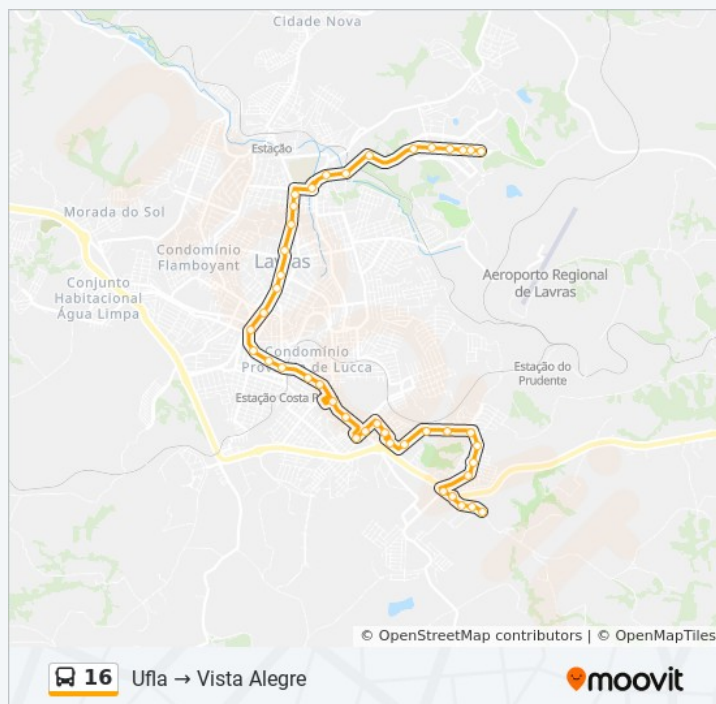 Cidade Nova
Estação
Morada do Sol
Condomínio
Flamboyant
Lavras
Aeroporto Regional
de Lavras
Conjunto
Habitacional
Água Limpa
Condomínio
de Lucca
Estação do
Prudente
Estação Costa
© OpenStreetMap contributors | © OpenMapTiles
16 Ufla → Vista Alegre moovit